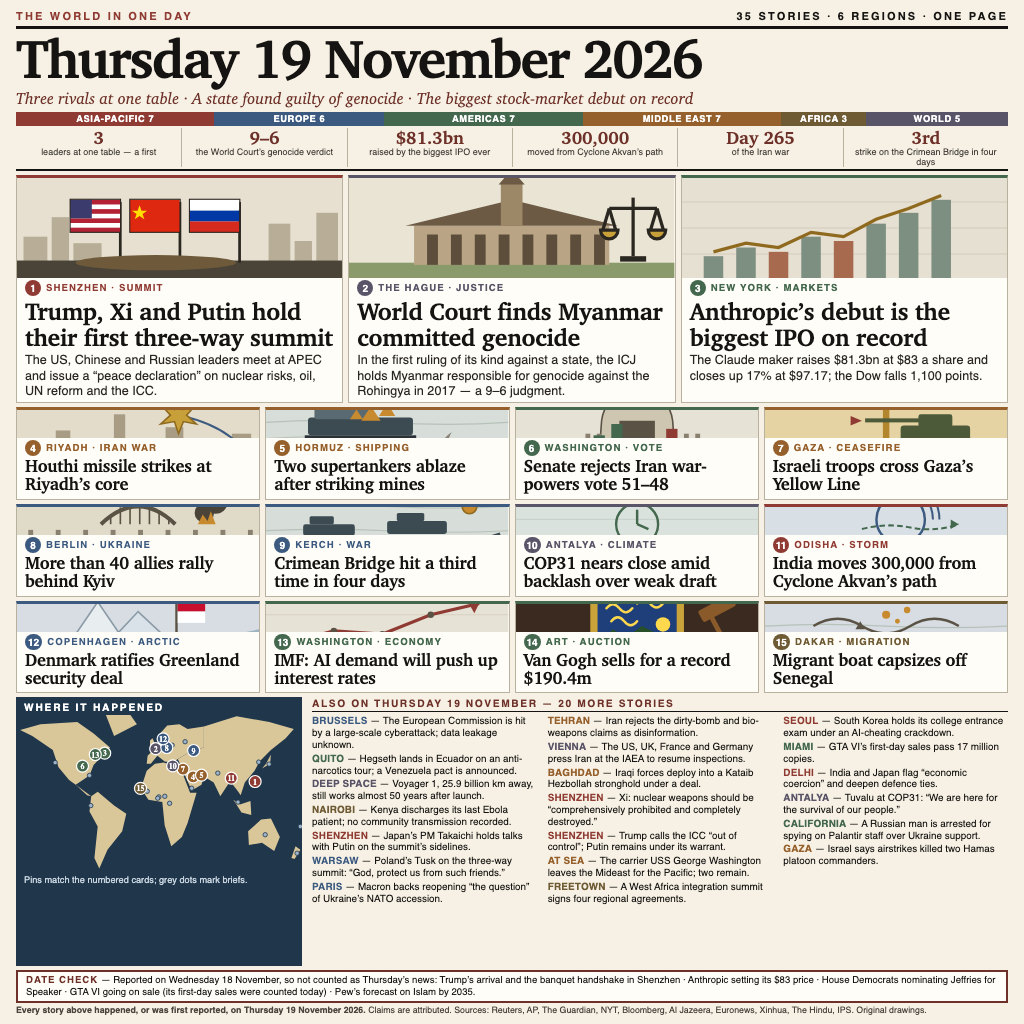 THE WORLD IN ONE DAY
35 STORIES · 6 REGIONS · ONE PAGE
Thursday 19 November 2026
Three rivals at one table · A state found guilty of genocide · The biggest stock-market debut on record
ASIA-PACIFIC 7
EUROPE 6
AMERICAS 7
MIDDLE EAST 7
AFRICA 3
WORLD 5
3
leaders at one table — a first
9–6
the World Court's genocide verdict
$81.3bn
raised by the biggest IPO ever
300,000
moved from Cyclone Akvan's path
Day 265
of the Iran war
3rd
strike on the Crimean Bridge in four
days
1 SHENZHEN · SUMMIT
Trump, Xi and Putin hold
their first three-way summit
The US, Chinese and Russian leaders meet at APEC
and issue a “peace declaration” on nuclear risks, oil,
UN reform and the ICC.
2 THE HAGUE · JUSTICE
World Court finds Myanmar
committed genocide
In the first ruling of its kind against a state, the ICJ
holds Myanmar responsible for genocide against the
Rohingya in 2017 — a 9–6 judgment.
3 NEW YORK · MARKETS
Anthropic’s debut is the
biggest IPO on record
The Claude maker raises $81.3bn at $83 a share and
closes up 17% at $97.17; the Dow falls 1,100 points.
4 RIYADH · IRAN WAR
Houthi missile strikes at
Riyadh’s core
5 HORMUZ · SHIPPING
Two supertankers ablaze
after striking mines
6 WASHINGTON · VOTE
Senate rejects Iran war-
powers vote 51–48
7 GAZA · CEASEFIRE
Israeli troops cross Gaza’s
Yellow Line
8 BERLIN · UKRAINE
More than 40 allies rally
behind Kyiv
9 KERCH · WAR
Crimean Bridge hit a third
time in four days
10 ANTALYA · CLIMATE
COP31 nears close amid
backlash over weak draft
11 ODISHA · STORM
India moves 300,000 from
Cyclone Akvan’s path
12 COPENHAGEN · ARCTIC
Denmark ratifies Greenland
security deal
13 WASHINGTON · ECONOMY
IMF: AI demand will push up
interest rates
14 ART · AUCTION
Van Gogh sells for a record
$190.4m
15 DAKAR · MIGRATION
Migrant boat capsizes off
Senegal
WHERE IT HAPPENED
12
2
8
9
13
3
6
10
7
4
5
11
1
15
Pins match the numbered cards; grey dots mark briefs.
ALSO ON THURSDAY 19 NOVEMBER — 20 MORE STORIES
BRUSSELS — The European Commission is hit
by a large-scale cyberattack; data leakage
unknown.
QUITO — Hegseth lands in Ecuador on an anti-
narcotics tour; a Venezuela pact is announced.
DEEP SPACE — Voyager 1, 25.9 billion km away,
still works almost 50 years after launch.
NAIROBI — Kenya discharges its last Ebola
patient; no community transmission recorded.
SHENZHEN — Japan’s PM Takaichi holds talks
with Putin on the summit’s sidelines.
WARSAW — Poland’s Tusk on the three-way
summit: “God, protect us from such friends.”
PARIS — Macron backs reopening “the question”
of Ukraine’s NATO accession.
TEHRAN — Iran rejects the dirty-bomb and bio-
weapons claims as disinformation.
VIENNA — The US, UK, France and Germany
press Iran at the IAEA to resume inspections.
BAGHDAD — Iraqi forces deploy into a Kataib
Hezbollah stronghold under a deal.
SHENZHEN — Xi: nuclear weapons should be
“comprehensively prohibited and completely
destroyed.”
SHENZHEN — Trump calls the ICC “out of
control”; Putin remains under its warrant.
AT SEA — The carrier USS George Washington
leaves the Mideast for the Pacific; two remain.
FREETOWN — A West Africa integration summit
signs four regional agreements.
SEOUL — South Korea holds its college entrance
exam under an AI-cheating crackdown.
MIAMI — GTA VI’s first-day sales pass 17 million
copies.
DELHI — India and Japan flag “economic
coercion” and deepen defence ties.
ANTALYA — Tuvalu at COP31: “We are here for
the survival of our people.”
CALIFORNIA — A Russian man is arrested for
spying on Palantir staff over Ukraine support.
GAZA — Israel says airstrikes killed two Hamas
platoon commanders.
DATE CHECK — Reported on Wednesday 18 November, so not counted as Thursday’s news: Trump’s arrival and the banquet handshake in Shenzhen · Anthropic setting its $83 price · House Democrats nominating Jeffries for
Speaker · GTA VI going on sale (its first-day sales were counted today) · Pew’s forecast on Islam by 2035.
Every story above happened, or was first reported, on Thursday 19 November 2026. Claims are attributed. Sources: Reuters, AP, The Guardian, NYT, Bloomberg, Al Jazeera, Euronews, Xinhua, The Hindu, IPS. Original drawings.